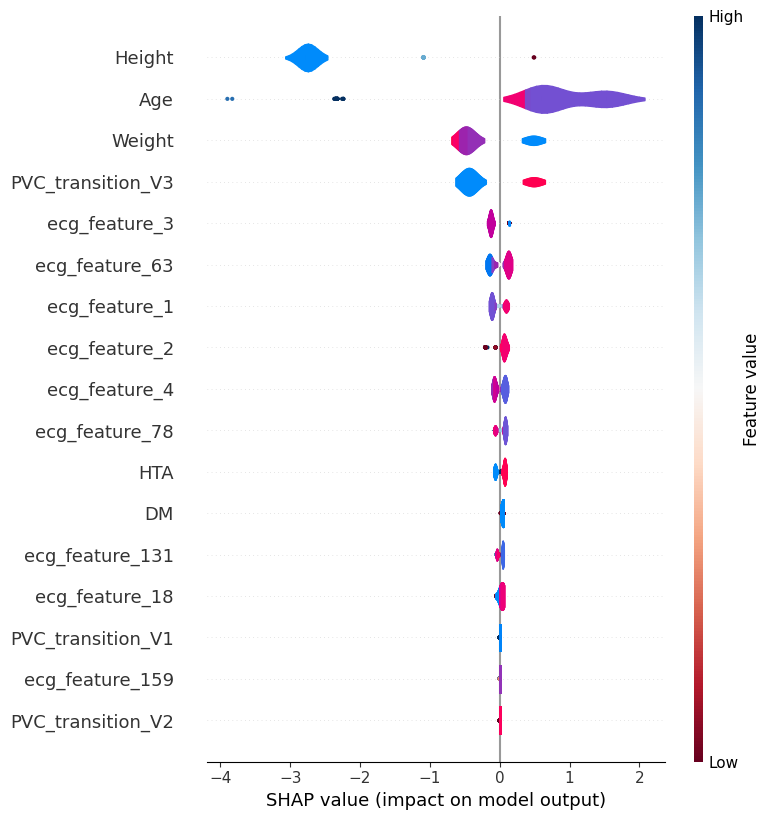 High
Height
Age
Weight
PVC_transition_V3
ecg_feature_3
ecg_feature_63
ecg_feature_1
ecg_feature_2
ecg_feature_4
ecg_feature_78
HTA
DM
ecg_feature_131
ecg_feature_18
PVC_transition_V1
ecg_feature_159
PVC_transition_V2
Feature value
Low
−4 −3 −2 −1 0 1 2
SHAP value (impact on model output)